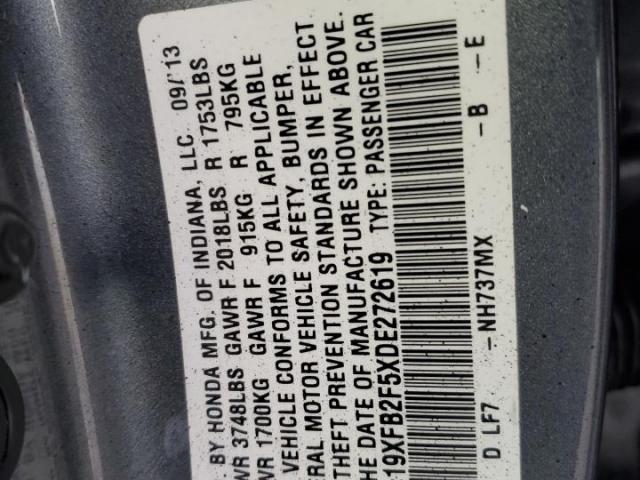 BY HONDA MFG. OF INDIANA, LLC 09/13
WR 3748LBS GAWR F 2018LBS R 1753LBS
WR 1700KG GAWR F 915KG R 795KG
VEHICLE CONFORMS TO ALL APPLICABLE
ERAL MOTOR VEHICLE SAFETY, BUMPER,
THEFT PREVENTION STANDARDS IN EFFECT
HE DATE OF MANUFACTURE SHOWN ABOVE.
19XFB2F5XDE272619 TYPE: PASSENGER CAR
D LF7 -NH737MX -B -E